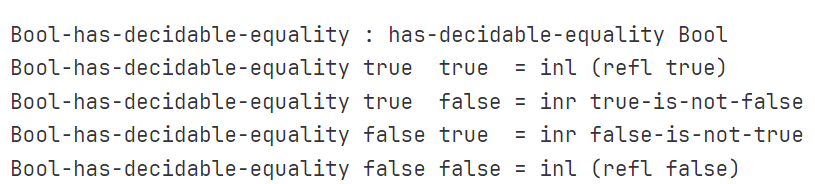 Bool-has-decidable-equality : has-decidable-equality Bool
Bool-has-decidable-equality true  true  = inl (refl true)
Bool-has-decidable-equality true  false = inr true-is-not-false
Bool-has-decidable-equality false true  = inr false-is-not-true
Bool-has-decidable-equality false false = inl (refl false)